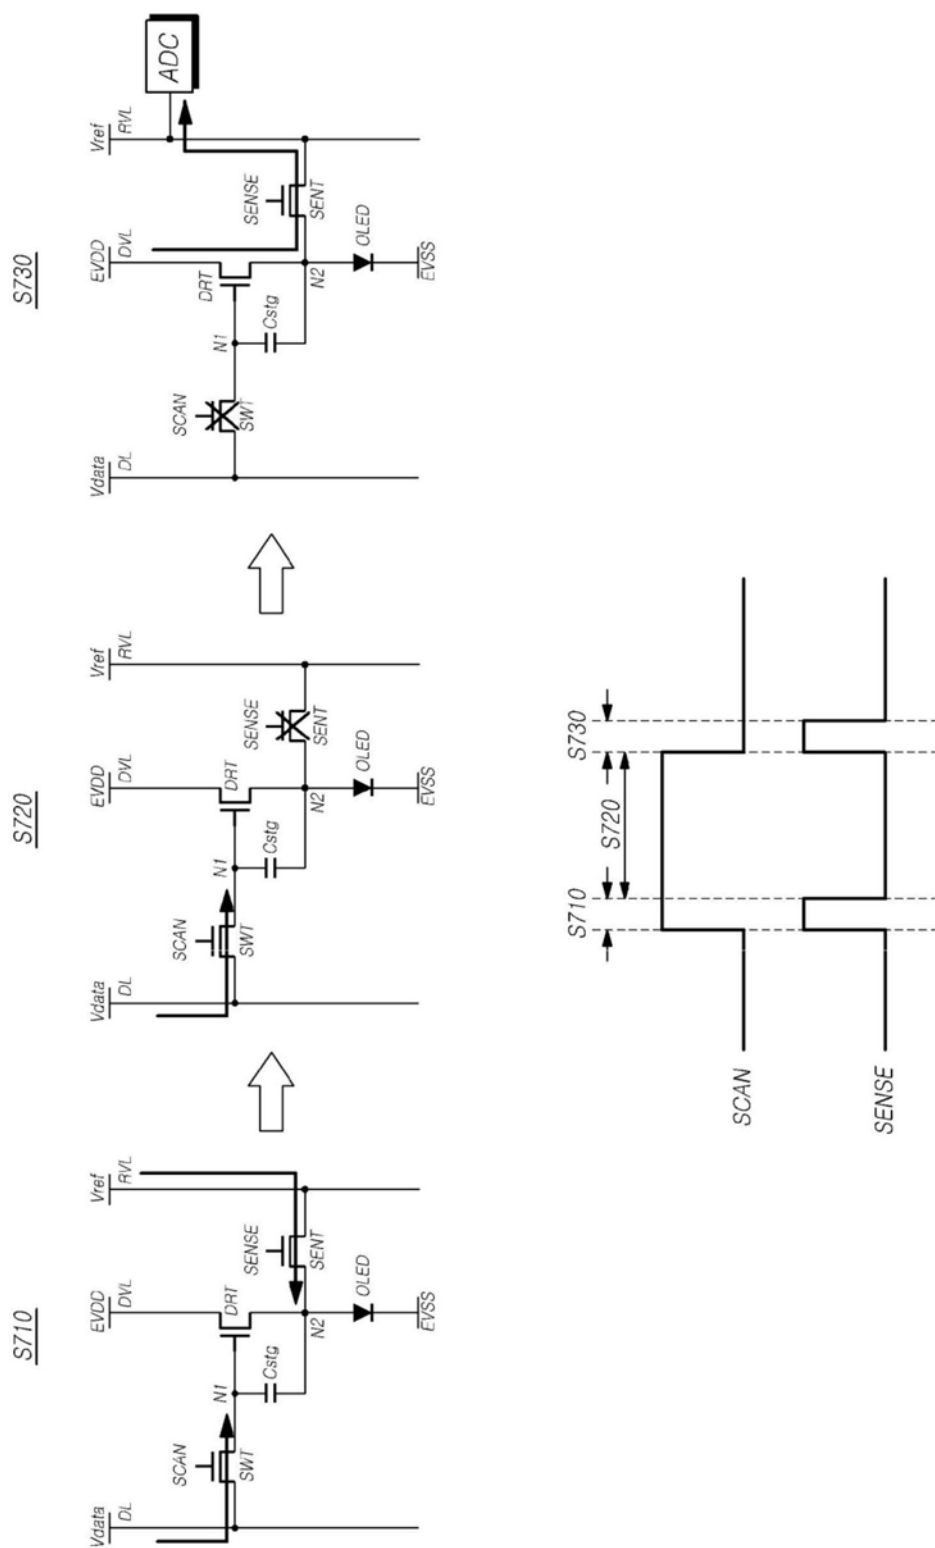 S710
Vdata
DL
EVDD
DVL
Vref
RVL
SCAN
SWT
N1
DRT
Cstg
SENSE
SENT
N2
OLED
EVSS
S720
Vdata
DL
EVDD
DVL
Vref
RVL
SCAN
SWT
N1
DRT
Cstg
SENSE
SENT
N2
OLED
EVSS
S730
Vdata
DL
EVDD
DVL
Vref
RVL
ADC
SCAN
SWT
N1
DRT
Cstg
SENSE
SENT
N2
OLED
EVSS
S710
S720
S730
SCAN
SENSE